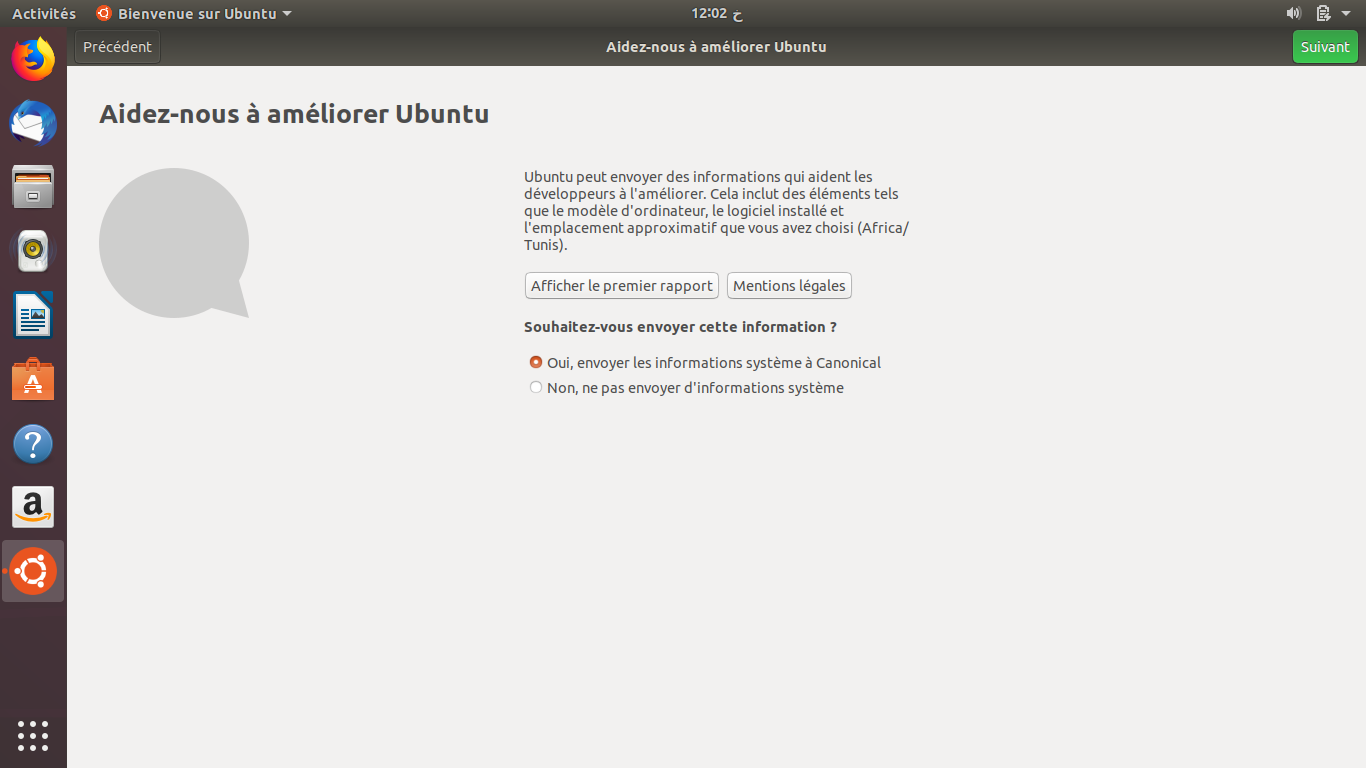 Activités Bienvenue sur Ubuntu 12:02 خ
Précédent Aidez-nous à améliorer Ubuntu Suivant
Aidez-nous à améliorer Ubuntu
Ubuntu peut envoyer des informations qui aident les
développeurs à l'améliorer. Cela inclut des éléments tels
que le modèle d'ordinateur, le logiciel installé et
l'emplacement approximatif que vous avez choisi (Africa/
Tunis).
Afficher le premier rapport Mentions légales
Souhaitez-vous envoyer cette information ?
Oui, envoyer les informations système à Canonical
Non, ne pas envoyer d'informations système